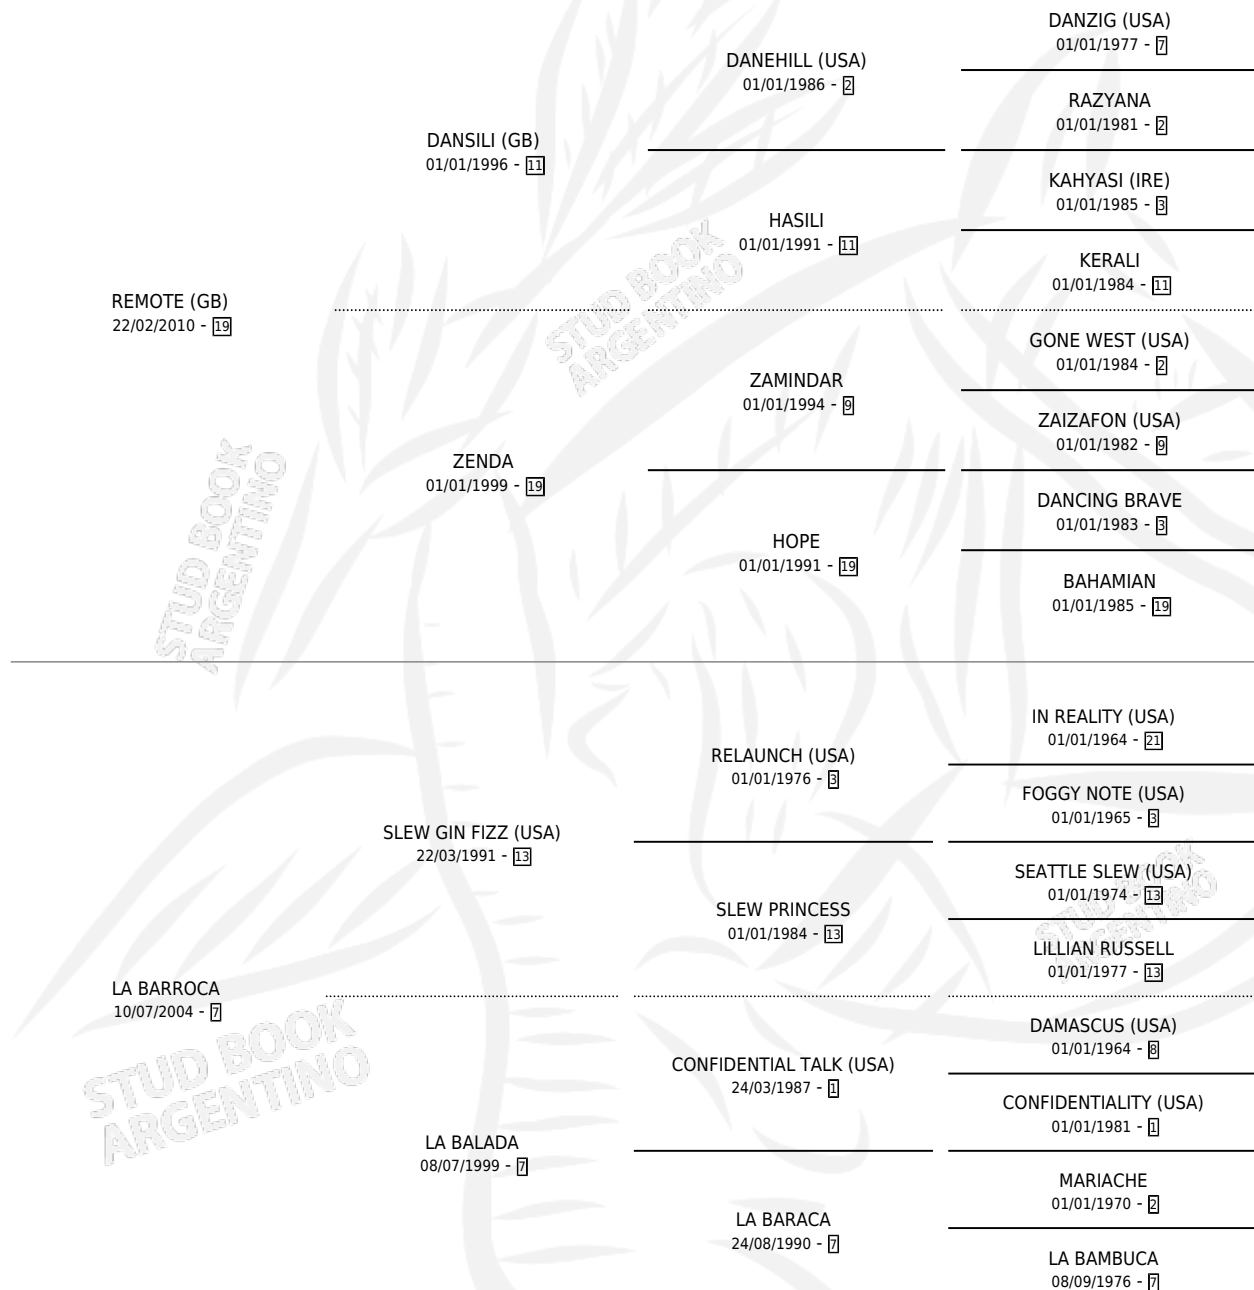 DANZIG (USA)
01/01/1977 - 7
DANEHILL (USA)
01/01/1986 - 2
RAZYANA
01/01/1981 - 2
DANSILI (GB)
01/01/1996 - 11
KAHYASI (IRE)
01/01/1985 - 3
HASILI
01/01/1991 - 11
KERALI
01/01/1984 - 11
REMOTE (GB)
22/02/2010 - 19
GONE WEST (USA)
01/01/1984 - 2
ZAMINDAR
01/01/1994 - 9
ZAIZAFON (USA)
01/01/1982 - 9
ZENDA
01/01/1999 - 19
DANCING BRAVE
01/01/1983 - 3
HOPE
01/01/1991 - 19
BAHAMIAN
01/01/1985 - 19
IN REALITY (USA)
01/01/1964 - 21
RELAUNCH (USA)
01/01/1976 - 3
FOGGY NOTE (USA)
01/01/1965 - 3
SLEW GIN FIZZ (USA)
22/03/1991 - 13
SEATTLE SLEW (USA)
01/01/1974 - 13
SLEW PRINCESS
01/01/1984 - 13
LILLIAN RUSSELL
01/01/1977 - 13
LA BARROCA
10/07/2004 - 7
DAMASCUS (USA)
01/01/1964 - 8
CONFIDENTIAL TALK (USA)
24/03/1987 - 1
CONFIDENTIALITY (USA)
01/01/1981 - 1
LA BALADA
08/07/1999 - 7
MARIACHE
01/01/1970 - 2
LA BARACA
24/08/1990 - 7
LA BAMBUCA
08/09/1976 - 7
STUD BOOK
ARGENTINO
STUD BOOK
ARGENTINO
STUD BOOK
ARGENTINO
STUD BOOK
ARGENTINO